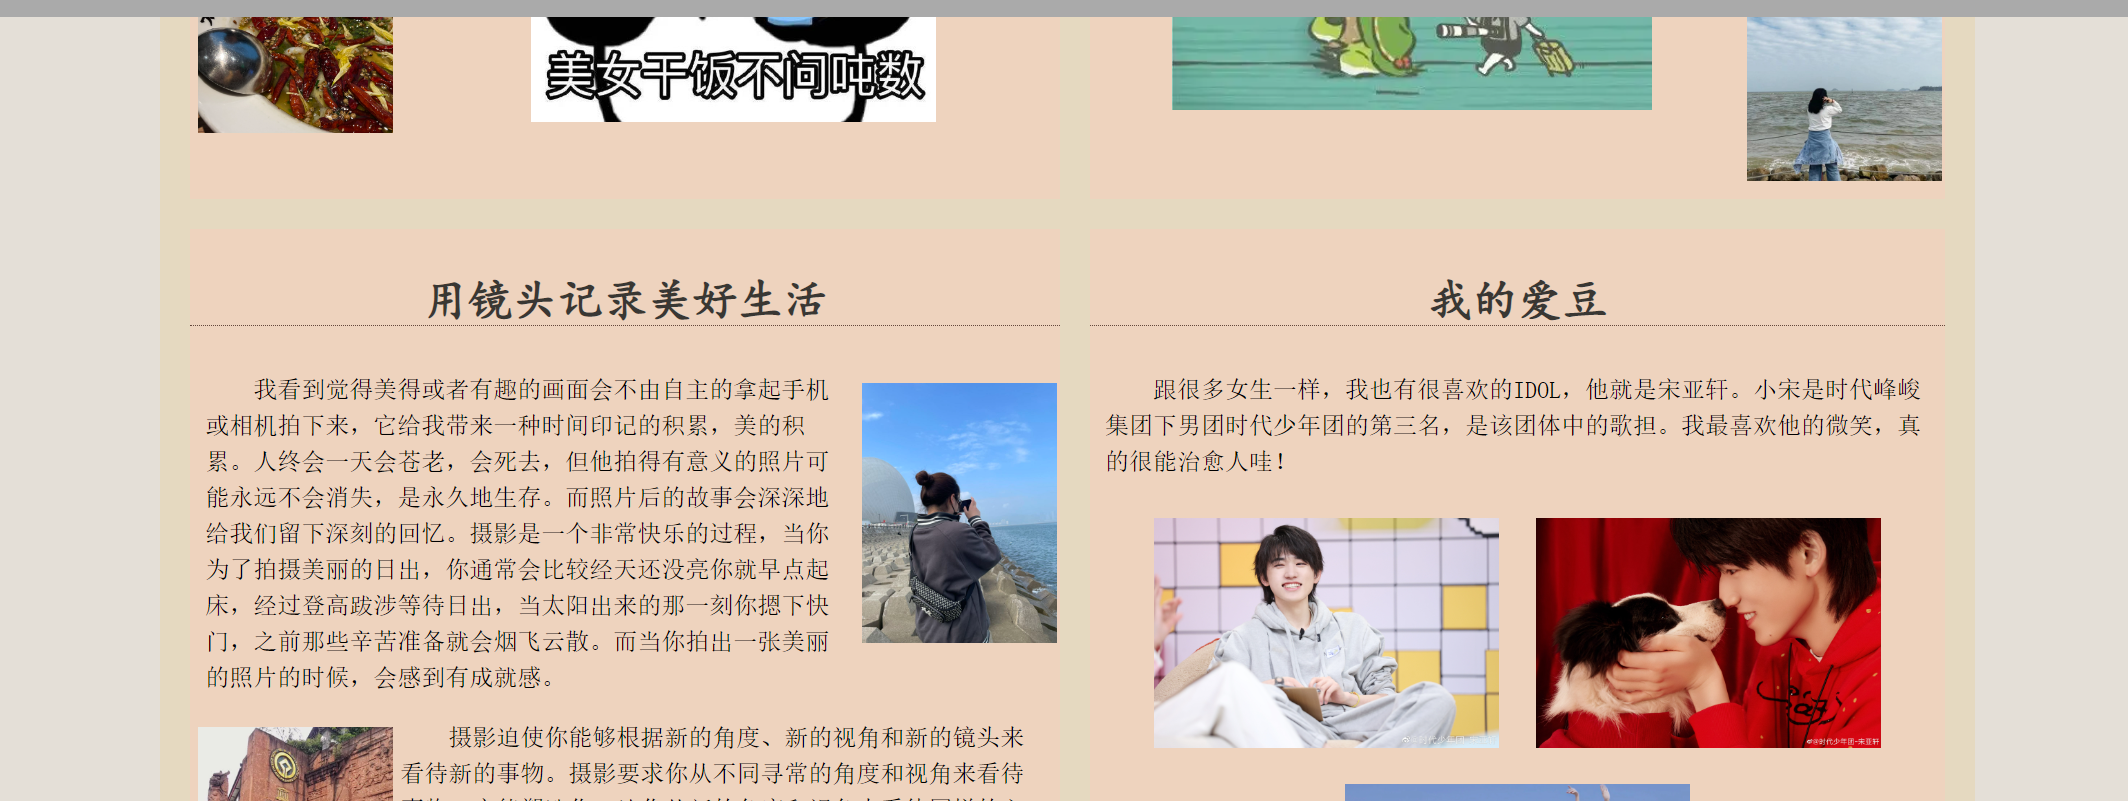 美女干饭不问吨数
用镜头记录美好生活
我看到觉得美得或者有趣的画面会不由自主的拿起手机
或相机拍下来，它给我带来一种时间印记的积累，美的积
累。人终会一天会苍老，会死去，但他拍得有意义的照片可
能永远不会消失，是永久地生存。而照片后的故事会深深地
给我们留下深刻的回忆。摄影是一个非常快乐的过程，当你
为了拍摄美丽的日出，你通常会比较经天还没亮你就早点起
床，经过登高跋涉等待日出，当太阳出来的那一刻你摁下快
门，之前那些辛苦准备就会烟飞云散。而当你拍出一张美丽
的照片的时候，会感到有成就感。
摄影迫使你能够根据新的角度、新的视角和新的镜头来
看待新的事物。摄影要求你从不同寻常的角度和视角来看待
我的爱豆
跟很多女生一样，我也有很喜欢的IDOL，他就是宋亚轩。小宋是时代峰峻
集团下男团时代少年团的第三名，是该团体中的歌担。我最喜欢他的微笑，真
的很能治愈人哇！
@时代少年团-宋亚轩